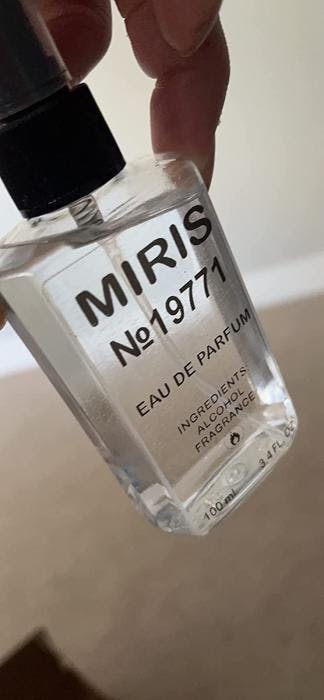 MIRIS
№19771
EAU DE PARFUM
INGREDIENTS:
ALCOHOL
FRAGRANCE
100 ml
3.4 FL OZ